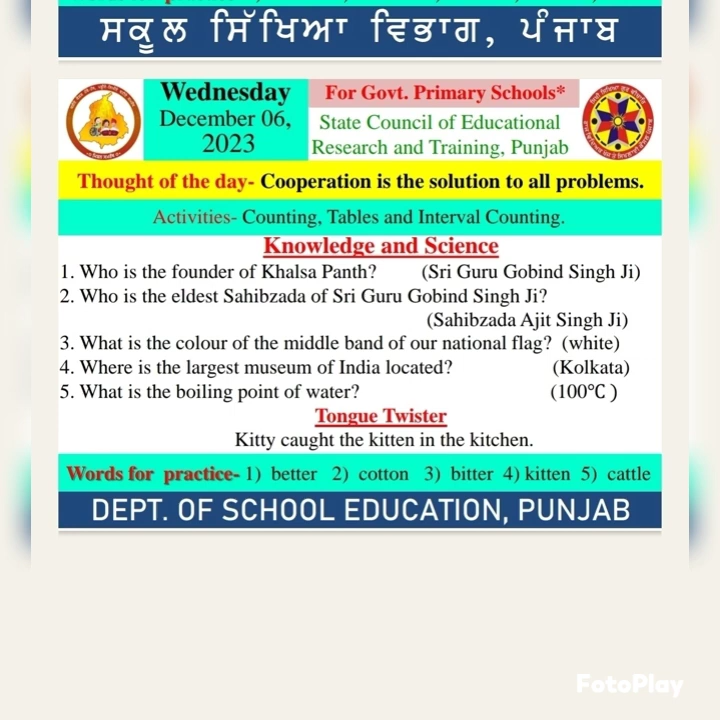 ਸਕੂਲ ਸਿੱਖਿਆ ਵਿਭਾਗ, ਪੰਜਾਬ
Wednesday
December 06,
2023
For Govt. Primary Schools*
State Council of Educational
Research and Training, Punjab
Thought of the day- Cooperation is the solution to all problems.
Activities- Counting, Tables and Interval Counting.
Knowledge and Science
1. Who is the founder of Khalsa Panth? (Sri Guru Gobind Singh Ji)
2. Who is the eldest Sahibzada of Sri Guru Gobind Singh Ji?
(Sahibzada Ajit Singh Ji)
3. What is the colour of the middle band of our national flag? (white)
4. Where is the largest museum of India located? (Kolkata)
5. What is the boiling point of water? (100℃ )
Tongue Twister
Kitty caught the kitten in the kitchen.
Words for practice- 1) better 2) cotton 3) bitter 4) kitten 5) cattle
DEPT. OF SCHOOL EDUCATION, PUNJAB
FotoPlay